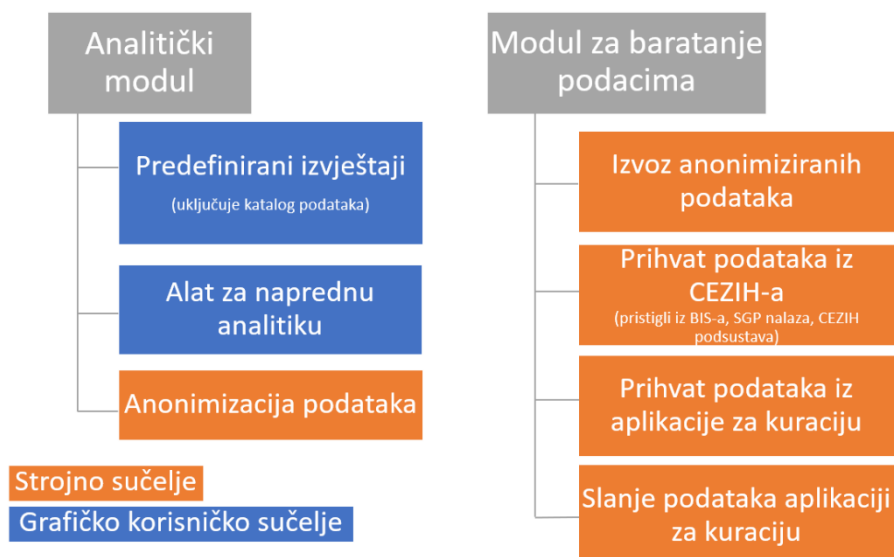 Analitički
modul
Predefinirani izvještaji
(uključuje katalog podataka)
Alat za naprednu
analitiku
Anonimizacija podataka
Strojno sučelje
Grafičko korisničko sučelje
Modul za baratanje
podacima
Izvoz anonimiziranih
podataka
Prihvat podataka iz
CEZIH-a
(pristigli iz BIS-a, SGP nalaza, CEZIH
podsustava)
Prihvat podataka iz
aplikacije za kuraciju
Slanje podataka aplikaciji
za kuraciju